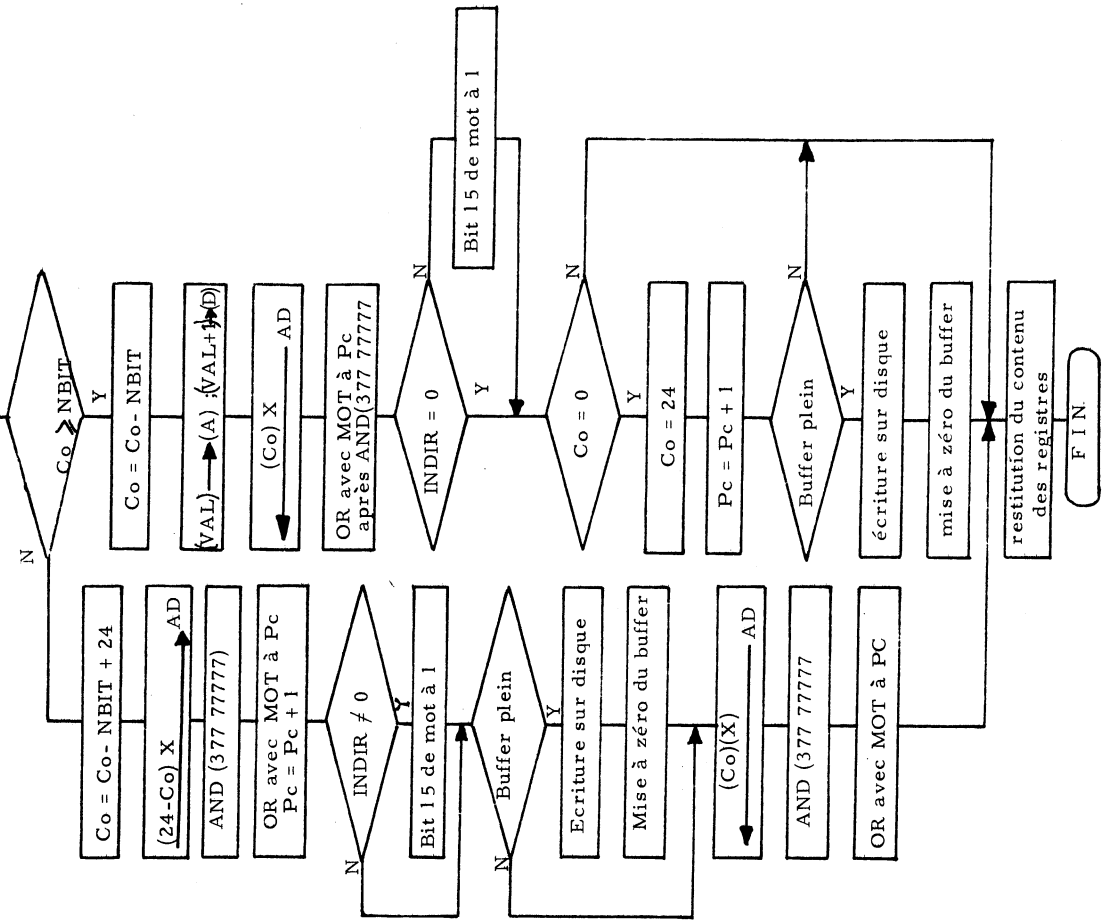 Co ⩾ NBIT
N
Y
Co = Co- NBIT
(VAL) → (A) ; (VAL+1) → (D)
(Co) X
AD
OR avec MOT à Pc
après AND(377 77777
INDIR = 0
N
Y
Bit 15 de mot à 1
Co = 0
N
Y
Co = 24
Pc = Pc + 1
Buffer plein
N
Y
écriture sur disque
mise à zéro du buffer
restitution du contenu
des registres
F I N.
Co = Co- NBIT + 24
(24-Co) X
AD
AND (377 77777)
OR avec MOT à Pc
Pc = Pc + 1
INDIR ≠ 0
N
Y
Bit 15 de mot à 1
Buffer plein
N
Y
Ecriture sur disque
Mise à zéro du buffer
(Co)(X)
AD
AND (377 77777
OR avec MOT à PC